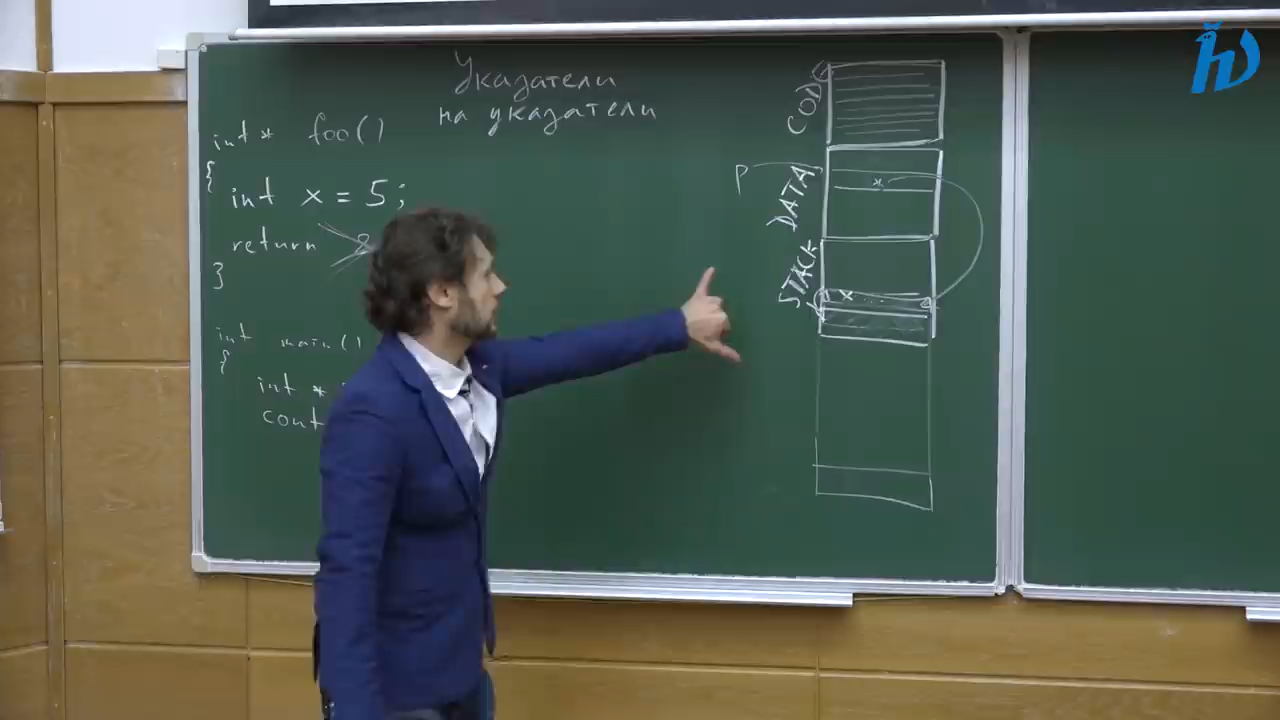 Указатели
на указатели
int* foo()
{
int x = 5;
return
}
int main()
{
int *
cout
CODE
P
DATA
*
STACK
x